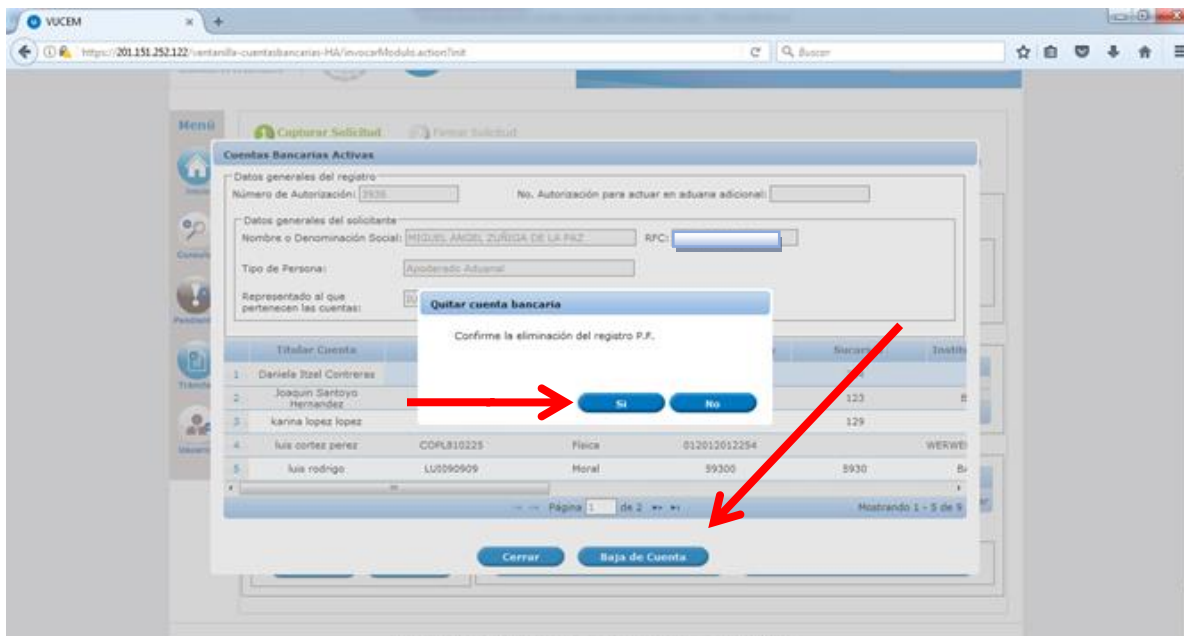 VUCEM
https://201.151.252.122/ventanilla-cuentasbancarias-HA/invocarModulo.action?init
Buscar
Menú
Capturar Solicitud
Firmar Solicitud
Cuentas Bancarias Activas
Datos generales del registro
Número de Autorización:
No. Autorización para actuar en aduana adicional:
Datos generales del solicitante
Nombre o Denominación Social: MIGUEL ANGEL ZUÑIGA DE LA PAZ RFC:
Tipo de Persona: Apoderado Aduanal
Representado al que
pertenecen las cuentas:
Quitar cuenta bancaria
Confirme la eliminación del registro P.F.
Si No
Titular Cuenta
1 Daniela Itzel Contreras
2 Joaquin Santoyo
Hernandez 123
3 karina lopez lopez 129
4 luis cortez perez COPL810225 Física 012012012254 WERWE
5 luis rodrigo LUI090909 Moral 59300 5930
Página 1 de 2
Mostrando 1 - 5 de 9
Cerrar Baja de Cuenta